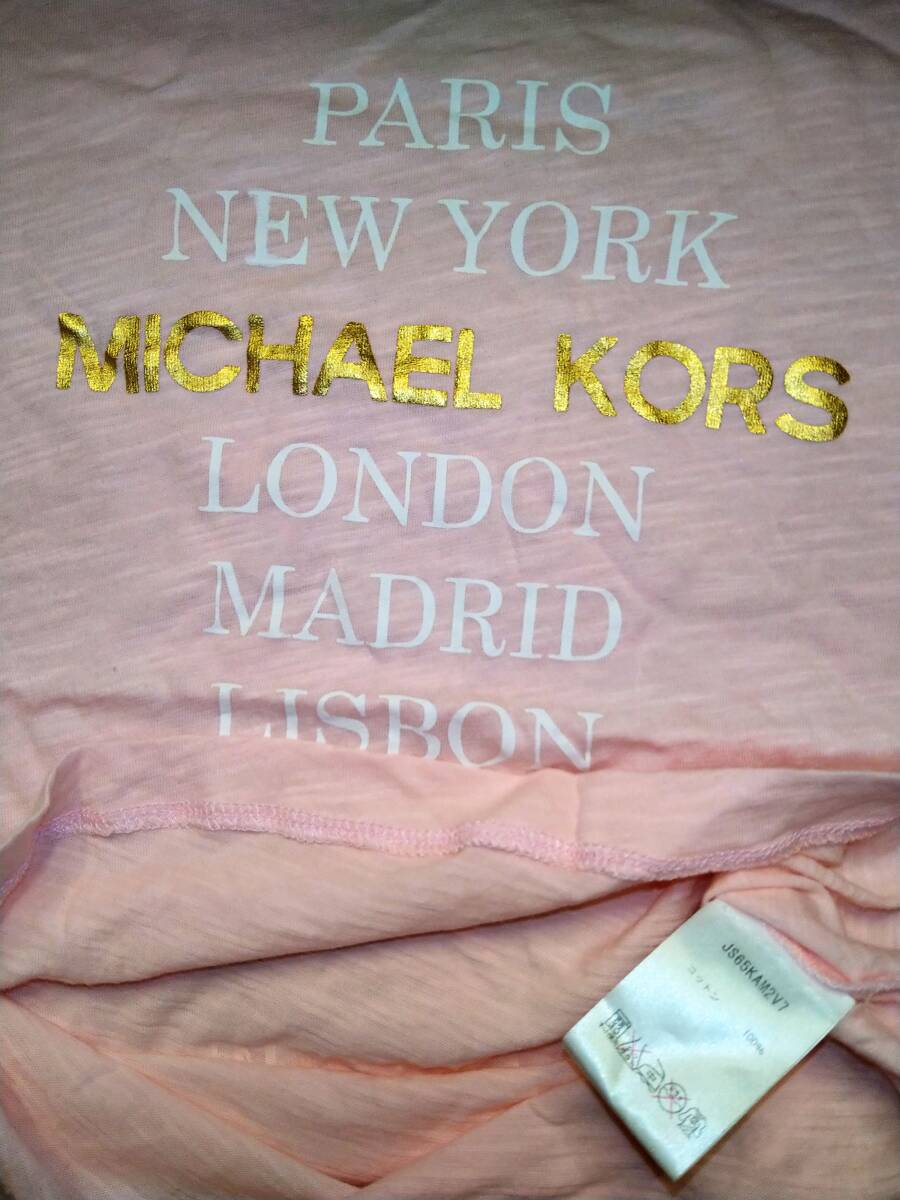 PARIS
NEW YORK
MICHAEL KORS
LONDON
MADRID
LISBON
JS65KAM2V7
コットン 100%